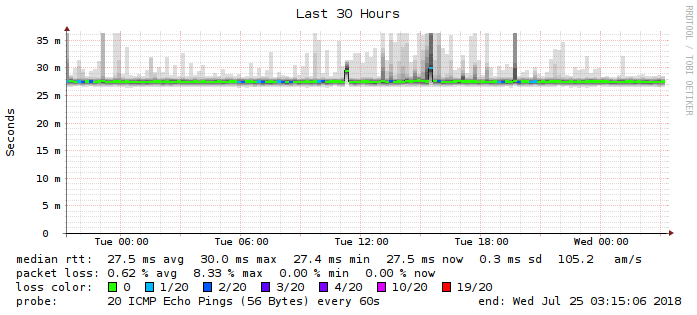 Last 30 Hours
RRDTOOL / TOBI OETIKER
Seconds
35 m
30 m
25 m
20 m
15 m
10 m
5 m
0
Tue 00:00 Tue 06:00 Tue 12:00 Tue 18:00 Wed 00:00
median rtt: 27.5 ms avg 30.0 ms max 27.4 ms min 27.5 ms now 0.3 ms sd 105.2 am/s
packet loss: 0.62 % avg 8.33 % max 0.00 % min 0.00 % now
loss color: 0 1/20 2/20 3/20 4/20 10/20 19/20
probe: 20 ICMP Echo Pings (56 Bytes) every 60s end: Wed Jul 25 03:15:06 2018